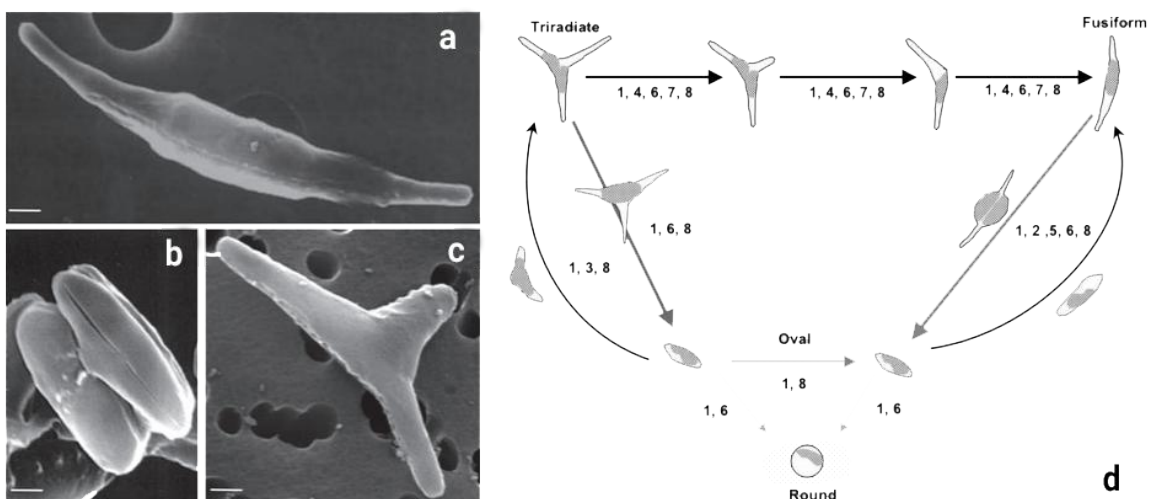 a
b
c
Triradiate
Fusiform
1, 4, 6, 7, 8
1, 4, 6, 7, 8
1, 4, 6, 7, 8
1, 6, 8
1, 2 ,5, 6, 8
1, 3, 8
Oval
1, 8
1, 6
1, 6
Round
d